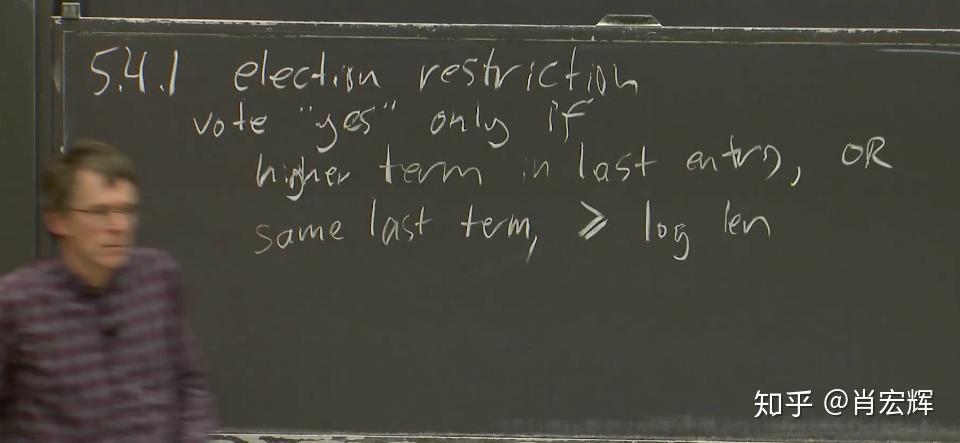 5.4.1 election restriction
vote "yes" only if
higher term in last entry, OR
same last term, ≥ log len
知乎 @肖宏辉